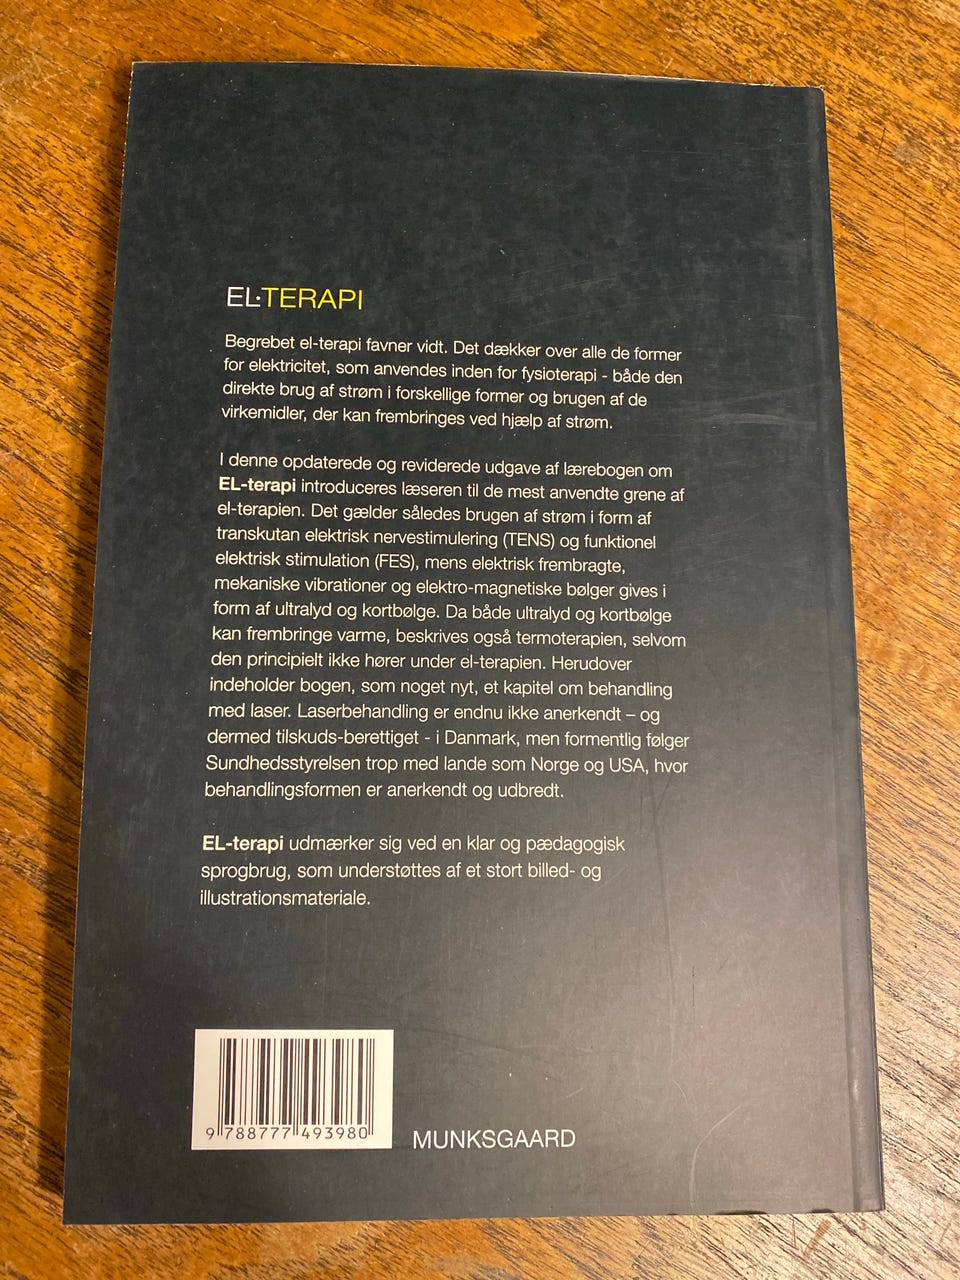 EL·TERAPI
Begrebet el-terapi favner vidt. Det dækker over alle de former
for elektricitet, som anvendes inden for fysioterapi - både den
direkte brug af strøm i forskellige former og brugen af de
virkemidler, der kan frembringes ved hjælp af strøm.
I denne opdaterede og reviderede udgave af lærebogen om
EL-terapi introduceres læseren til de mest anvendte grene af
el-terapien. Det gælder således brugen af strøm i form af
transkutan elektrisk nervestimulering (TENS) og funktionel
elektrisk stimulation (FES), mens elektrisk frembragte,
mekaniske vibrationer og elektro-magnetiske bølger gives i
form af ultralyd og kortbølge. Da både ultralyd og kortbølge
kan frembringe varme, beskrives også termoterapien, selvom
den principielt ikke hører under el-terapien. Herudover
indeholder bogen, som noget nyt, et kapitel om behandling
med laser. Laserbehandling er endnu ikke anerkendt – og
dermed tilskuds-berettiget - i Danmark, men formentlig følger
Sundhedsstyrelsen trop med lande som Norge og USA, hvor
behandlingsformen er anerkendt og udbredt.
EL-terapi udmærker sig ved en klar og pædagogisk
sprogbrug, som understøttes af et stort billed- og
illustrationsmateriale.
9 788777 493980
MUNKSGAARD